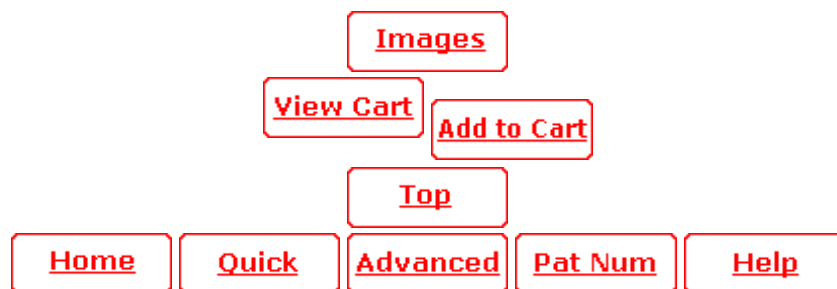 Images
View Cart
Add to Cart
Top
Home Quick Advanced Pat Num Help